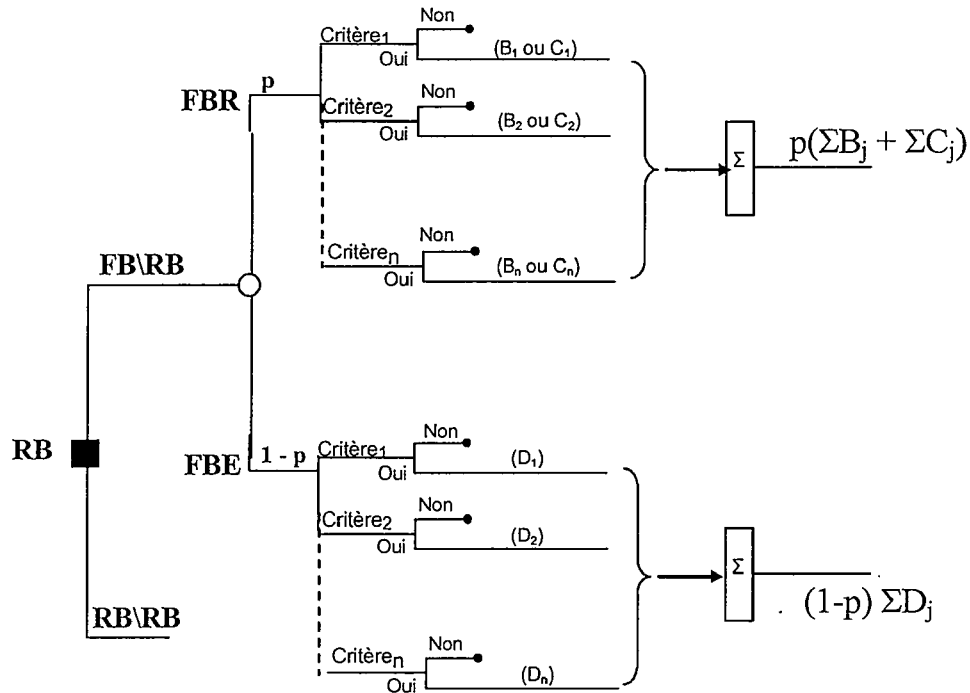 Non
Critère₁
Oui
(B₁ ou C₁)
p
FBR
Non
Critère₂
Oui
(B₂ ou C₂)
Σ
p(ΣBⱼ + ΣCⱼ)
Non
Critèreₙ
Oui
(Bₙ ou Cₙ)
FB\RB
RB
Non
Critère₁
Oui
(D₁)
1 - p
FBE
Non
Critère₂
Oui
(D₂)
Σ
(1-p) ΣDⱼ
RB\RB
Non
Critèreₙ
Oui
(Dₙ)